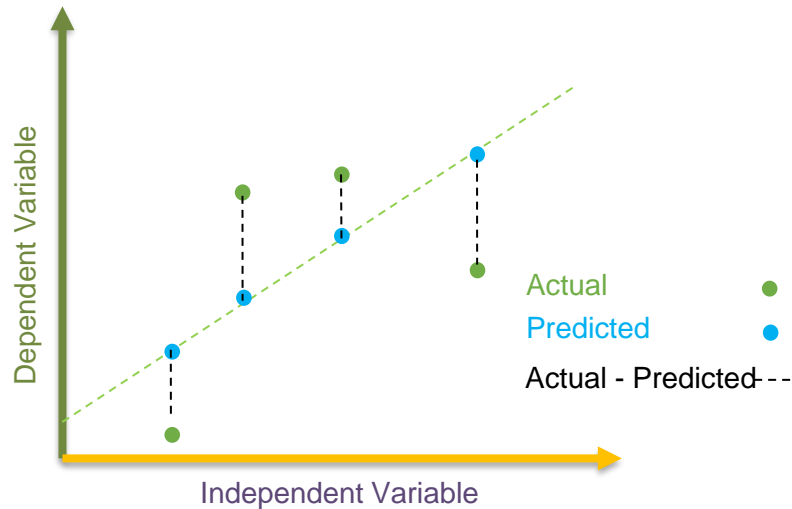 Dependent Variable
Actual
Predicted
Actual - Predicted
Independent Variable